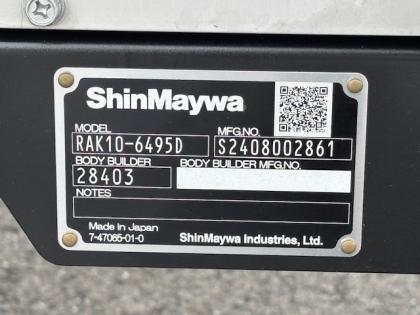 ShinMaywa
MODEL MFG.NO.
RAK10-6495D S2408002861
BODY BUILDER BODY BUILDER MFG.NO.
28403
NOTES
Made in Japan
7-47065-01-0 ShinMaywa Industries, Ltd.